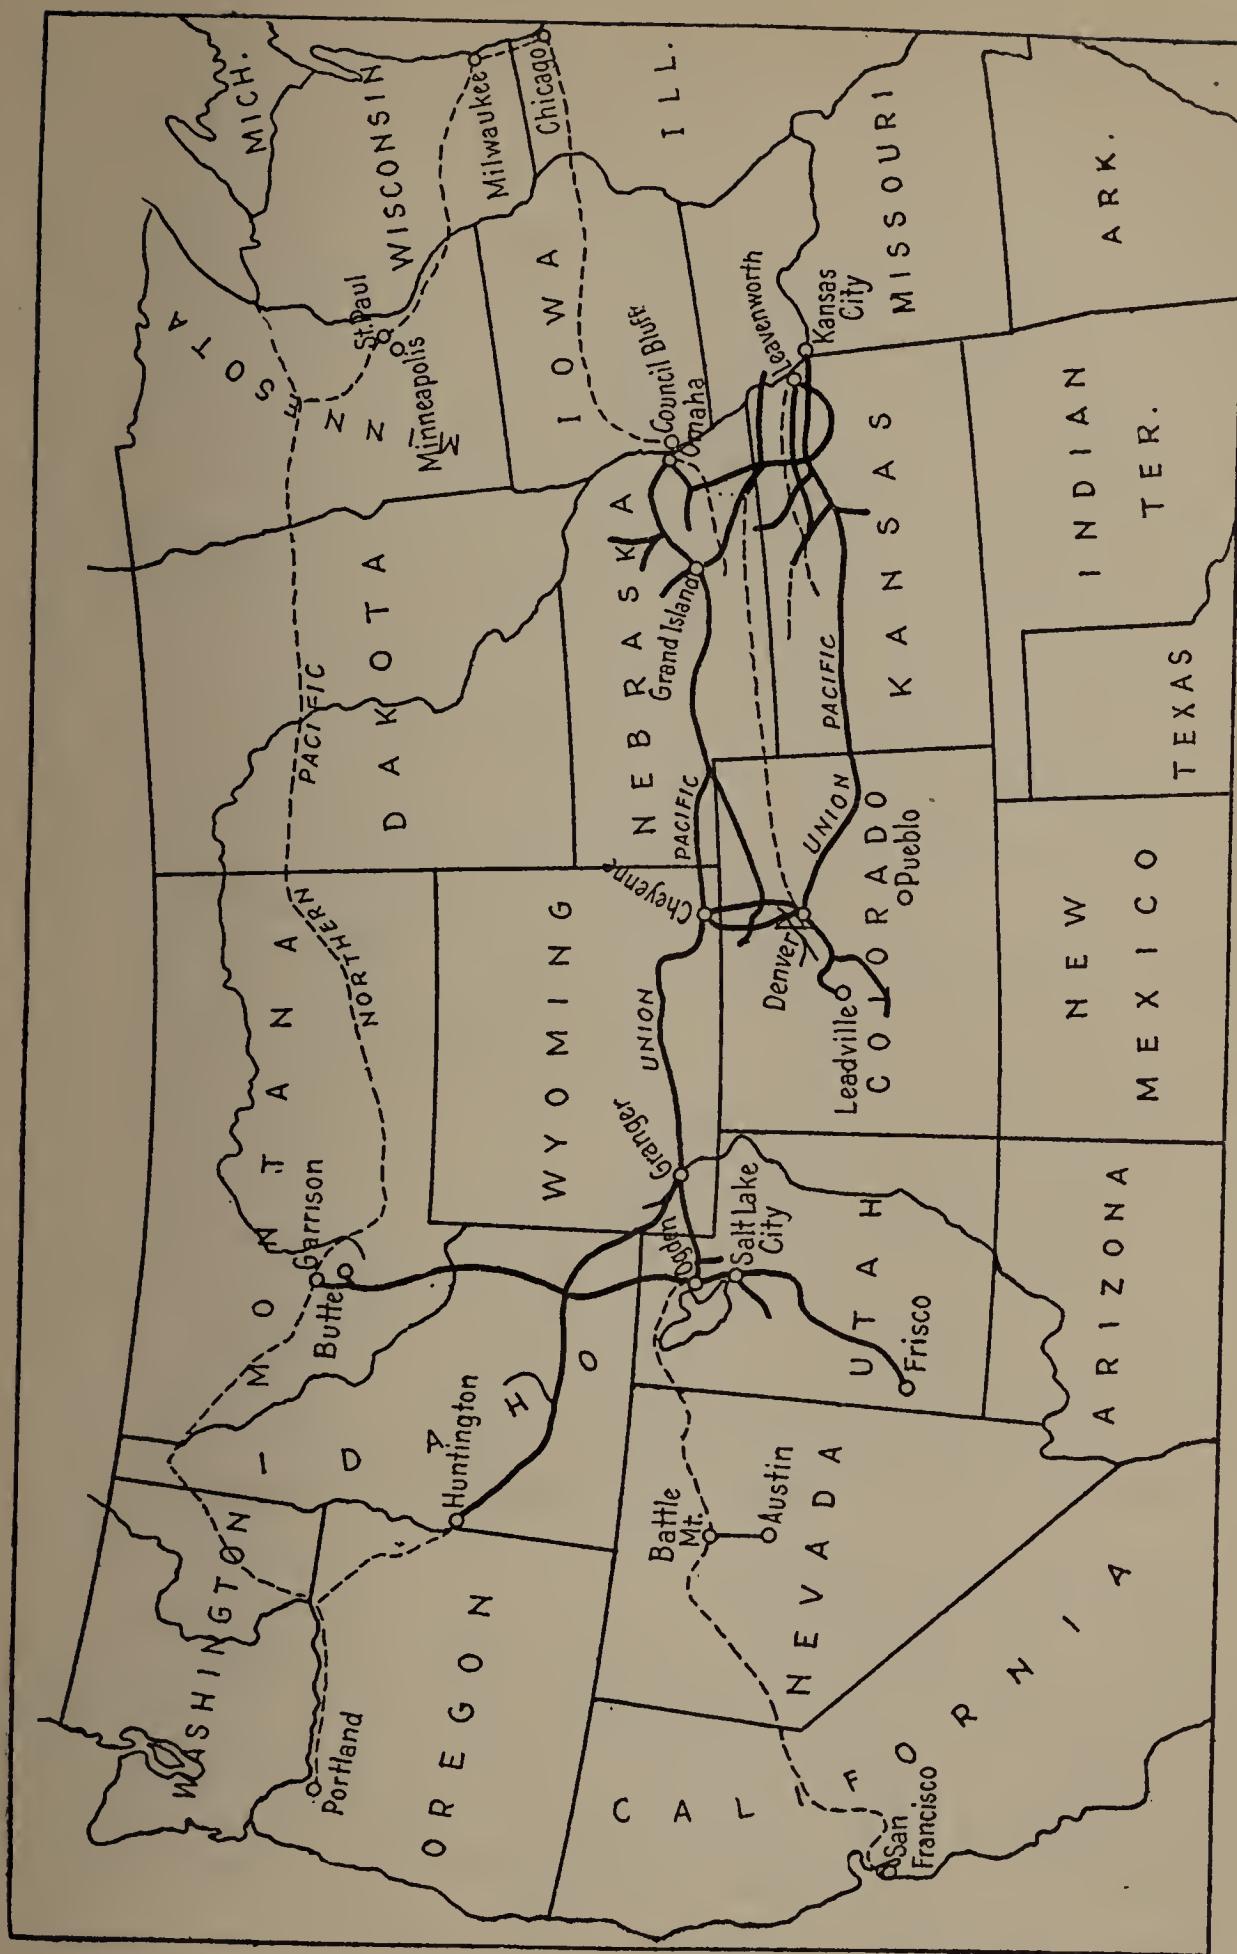 WASHINGTON
Portland
OREGON
IDAHO
Huntington
MONTANA
Garrison
Butte
NORTHERN
PACIFIC
DAKOTA
MINNESOTA
St. Paul
Minneapolis
WISCONSIN
MICH.
Milwaukee
Chicago
ILL.
IOWA
Council Bluffs
Omaha
NEBRASKA
Grand Island
PACIFIC
Cheyenne
WYOMING
UNION
Granger
Ogden
Salt Lake
City
UTAH
Frisco
Battle
Mt.
Austin
NEVADA
CALIFORNIA
San
Francisco
ARIZONA
COLORADO
Denver
Leadville
Pueblo
UNION
PACIFIC
KANSAS
Leavenworth
Kansas
City
MISSOURI
ARK.
INDIAN
TER.
TEXAS
NEW
MEXICO